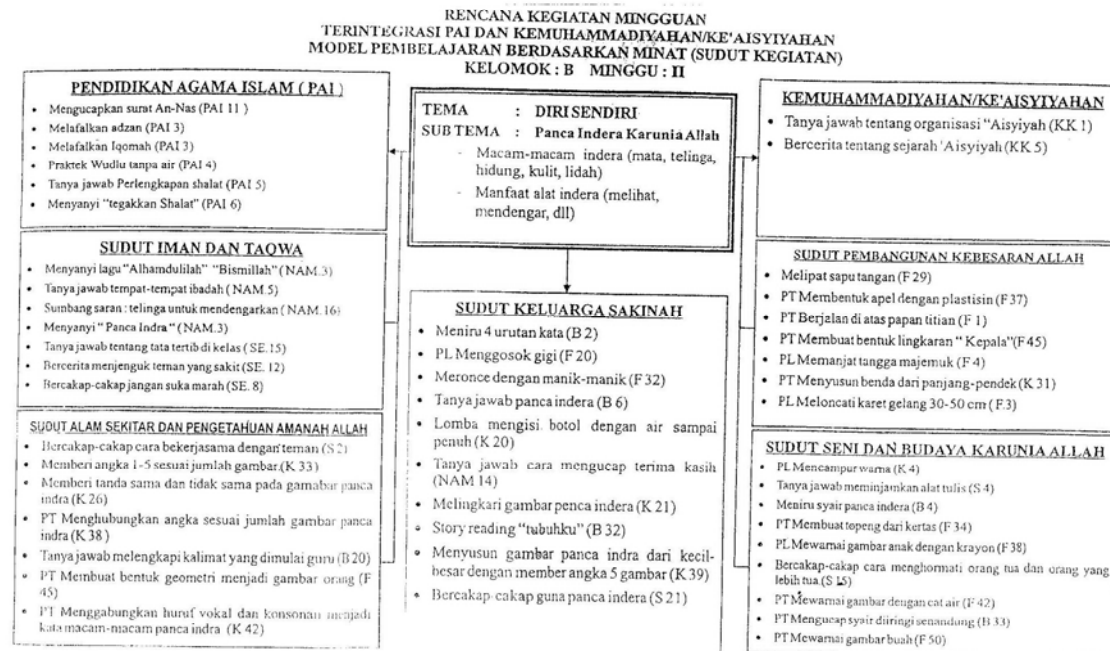 RENCANA KEGIATAN MINGGUAN
TERINTEGRASI PAI DAN KEMUHAMMADIYAHAN/KE'AISYIYAHAN
MODEL PEMBELAJARAN BERDASARKAN MINAT (SUDUT KEGIATAN)
KELOMOK : B MINGGU : II
PENDIDIKAN AGAMA ISLAM ( PAI )
• Mengucapkan surat An-Nas (PAI 11 )
• Melafalkan adzan (PAI 3)
• Melafalkan Iqomah (PAI 3)
• Praktek Wudlu tanpa air (PAI 4)
• Tanya jawab Perlengkapan shalat (PAI 5)
• Menyanyi "tegakkan Shalat" (PAI 6)
SUDUT IMAN DAN TAQWA
• Menyanyi lagu "Alhamdulilah" "Bismillah" (NAM.3)
• Tanya jawab tempat-tempat ibadah ( NAM.5)
• Sumbang saran : telinga untuk mendengarkan ( NAM.16)
• Menyanyi " Panca Indra " ( NAM.3)
• Tanya jawab tentang tata tertib di kelas ( SE.15)
• Bercerita menjenguk teman yang sakit (SE. 12)
• Bercakap-cakap jangan suka marah (SE. 8)
SUDUT ALAM SEKITAR DAN PENGETAHUAN AMANAH ALLAH
• Bercakap-cakap cara bekerjasama dengan teman ( S 2)
• Memberi angka 1-5 sesuai jumlah gambar.(K 33)
• Memberi tanda sama dan tidak sama pada gamabar panca
indra (K 26)
• PT Menghubungkan angka sesuai jumlah gambar panca
indra (K 38 )
• Tanya jawab melengkapi kalimat yang dimulai guru (B 20)
• PT Membuat bentuk geometri menjadi gambar orang (F
45)
• PT Menggabungkan huruf vokal dan konsonan menjadi
kata macam-macam panca indra (K 42)
TEMA : DIRI SENDIRI
SUB TEMA : Panca Indera Karunia Allah
- Macam-macam indera (mata, telinga,
hidung, kulit, lidah)
- Manfaat alat indera (melihat,
mendengar, dll)
SUDUT KELUARGA SAKINAH
• Meniru 4 urutan kata (B 2)
• PL Menggosok gigi (F 20)
• Meronce dengan manik-manik (F 32)
• Tanya jawab panca indera (B 6)
• Lomba mengisi botol dengan air sampai
penuh (K 20)
• Tanya jawab cara mengucap terima kasih
(NAM 14)
• Melingkari gambar penca indera (K 21)
• Story reading "tubuhku" (B 32)
• Menyusun gambar panca indra dari kecil-
besar dengan member angka 5 gambar (K 39)
• Bercakap-cakap guna panca indera (S 21)
KEMUHAMMADIYAHAN/KE'AISYIYAHAN
• Tanya jawab tentang organisasi "Aisyiyah (KK 1)
• Bercerita tentang sejarah 'Aisyiyah (KK 5)
SUDUT PEMBANGUNAN KEBESARAN ALLAH
• Melipat sapu tangan (F 29)
• PT Membentuk apel dengan plastisin (F 37)
• PT Berjalan di atas papan titian (F 1)
• PT Membuat bentuk lingkaran " Kepala"(F 45)
• PL Memanjat tangga majemuk ( F 4)
• PT Menyusun benda dari panjang-pendek (K 31)
• PL Meloncati karet gelang 30-50 cm ( F.3)
SUDUT SENI DAN BUDAYA KARUNIA ALLAH
• PL Mencampur warna (K 4)
• Tanya jawab meminjamkan alat tulis (S 4)
• Meniru syair panca indera (B 4)
• PT Membuat topeng dari kertas (F 34)
• PL Mewarnai gambar anak dengan krayon (F 38)
• Bercakap-cakap cara menghormati orang tua dan orang yang
lebih tua.(S 15)
• PT Mewarnai gambar dengan cat air (F 42)
• PT Mengucap syair diiringi senandung (B 33)
• PT Mewarnai gambar buah (F 50)